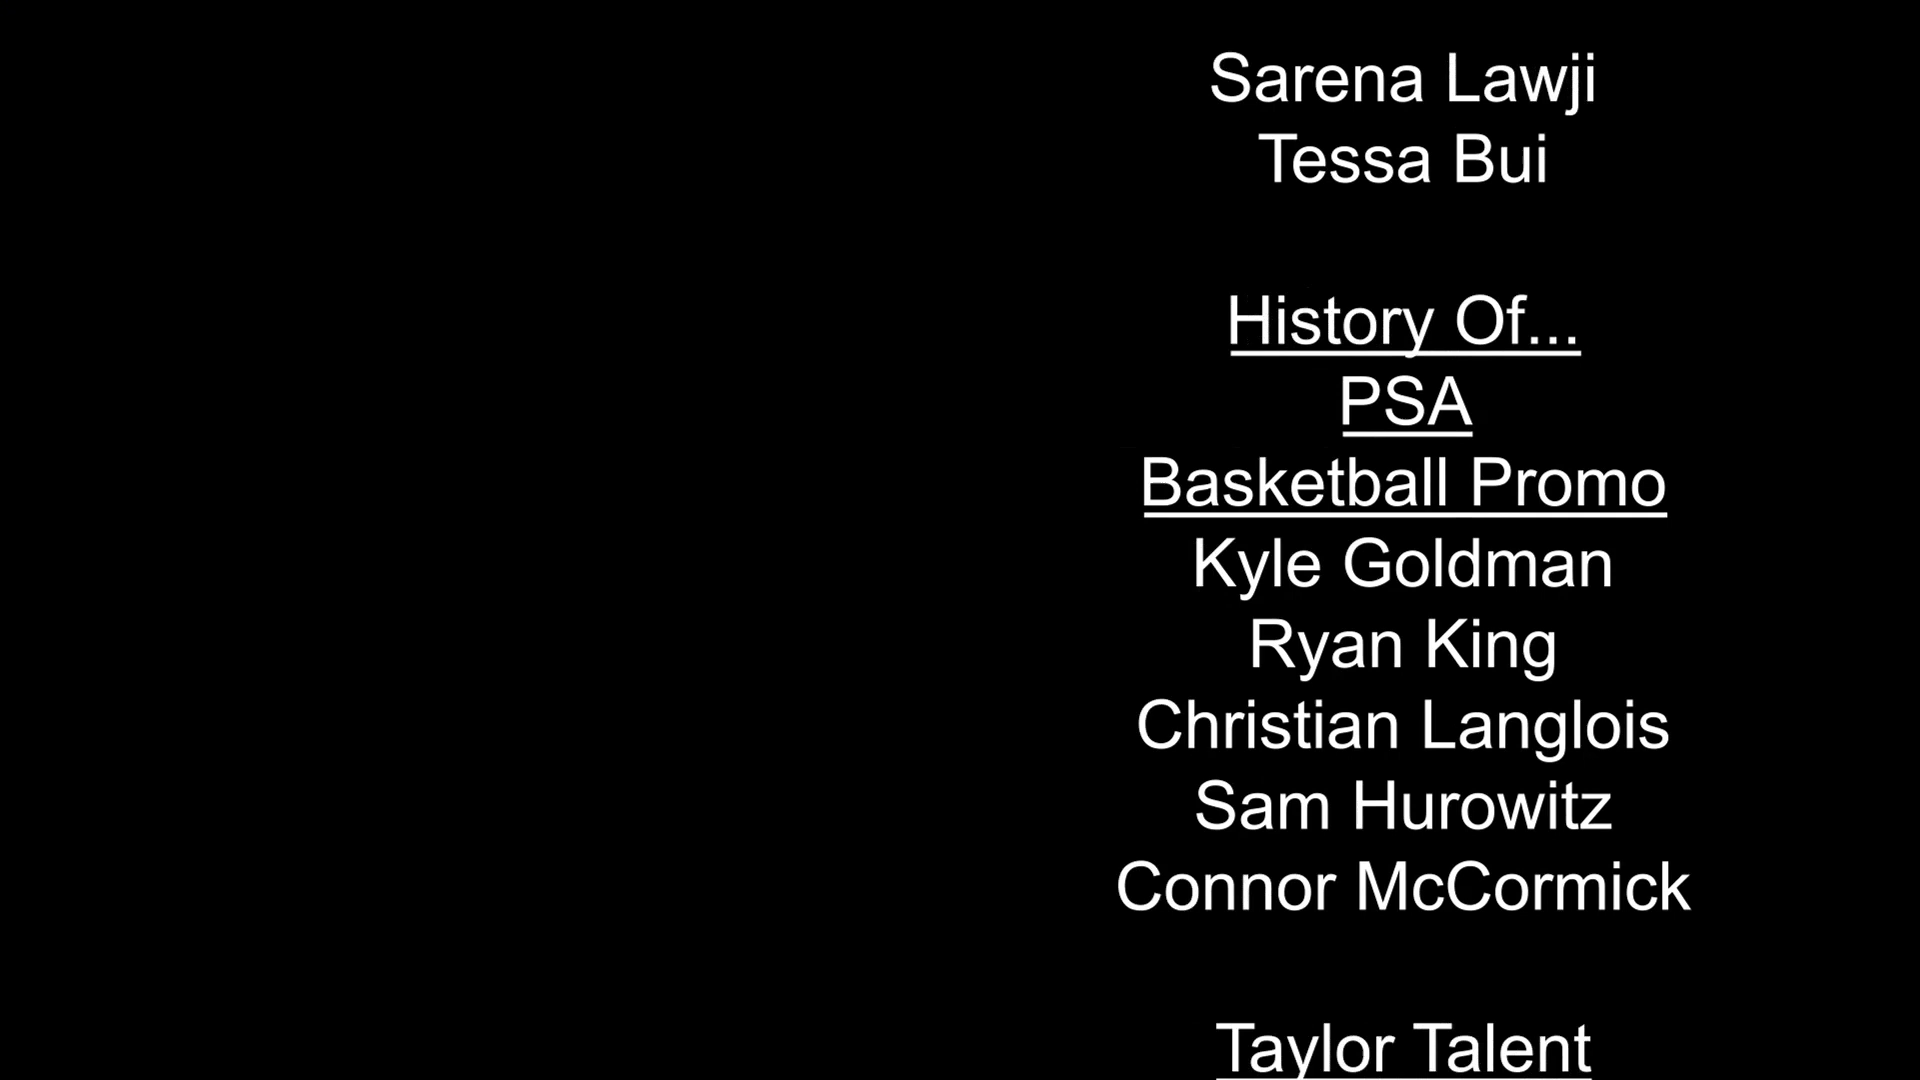 Sarena Lawji
Tessa Bui
History Of...
PSA
Basketball Promo
Kyle Goldman
Ryan King
Christian Langlois
Sam Hurowitz
Connor McCormick
Taylor Talent